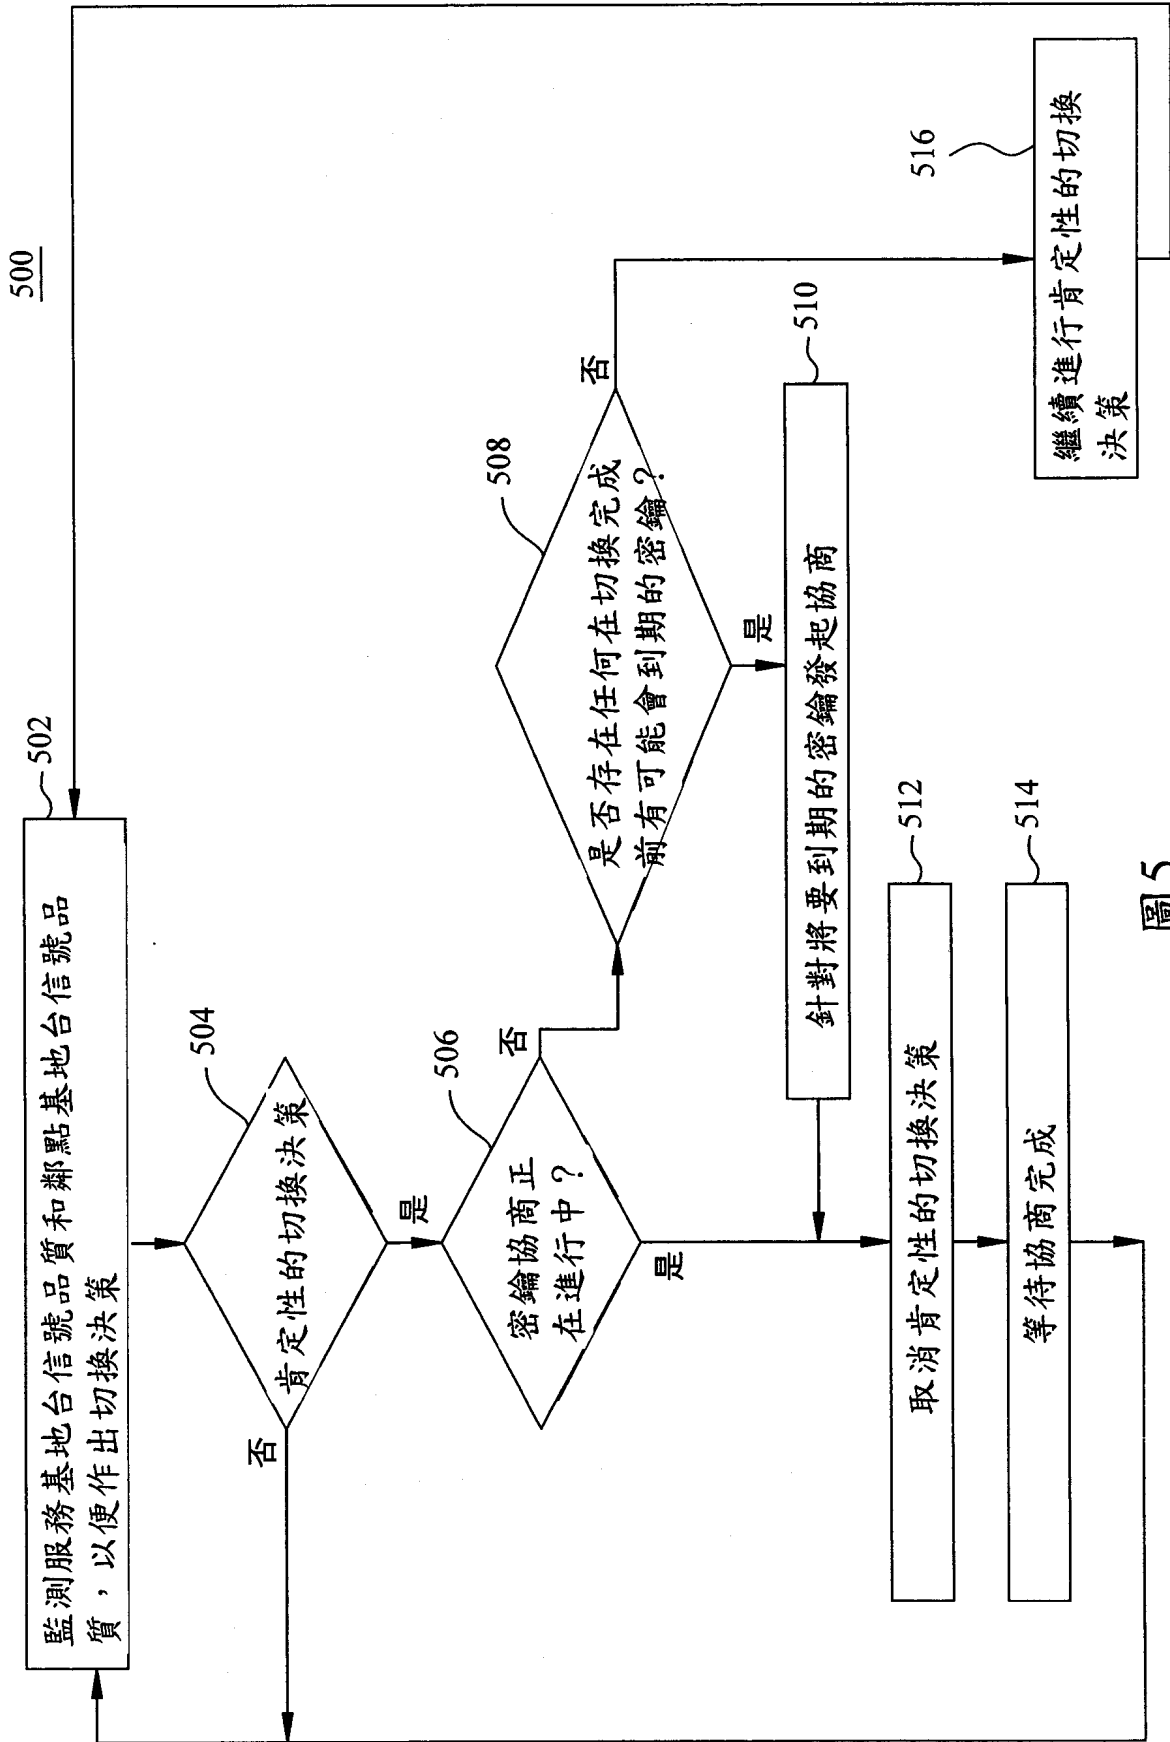 500
502
監測服務基地台信號品質和鄰點基地台信號品
質，以便作出切換決策
504
肯定性的切換決策
否
是
506
密鑰協商正
在進行中？
否
是
508
是否存在任何在切換完成
前有可能會到期的密鑰？
否
是
510
針對將要到期的密鑰發起協商
512
取消肯定性的切換決策
514
等待協商完成
516
繼續進行肯定性的切換
決策
圖5